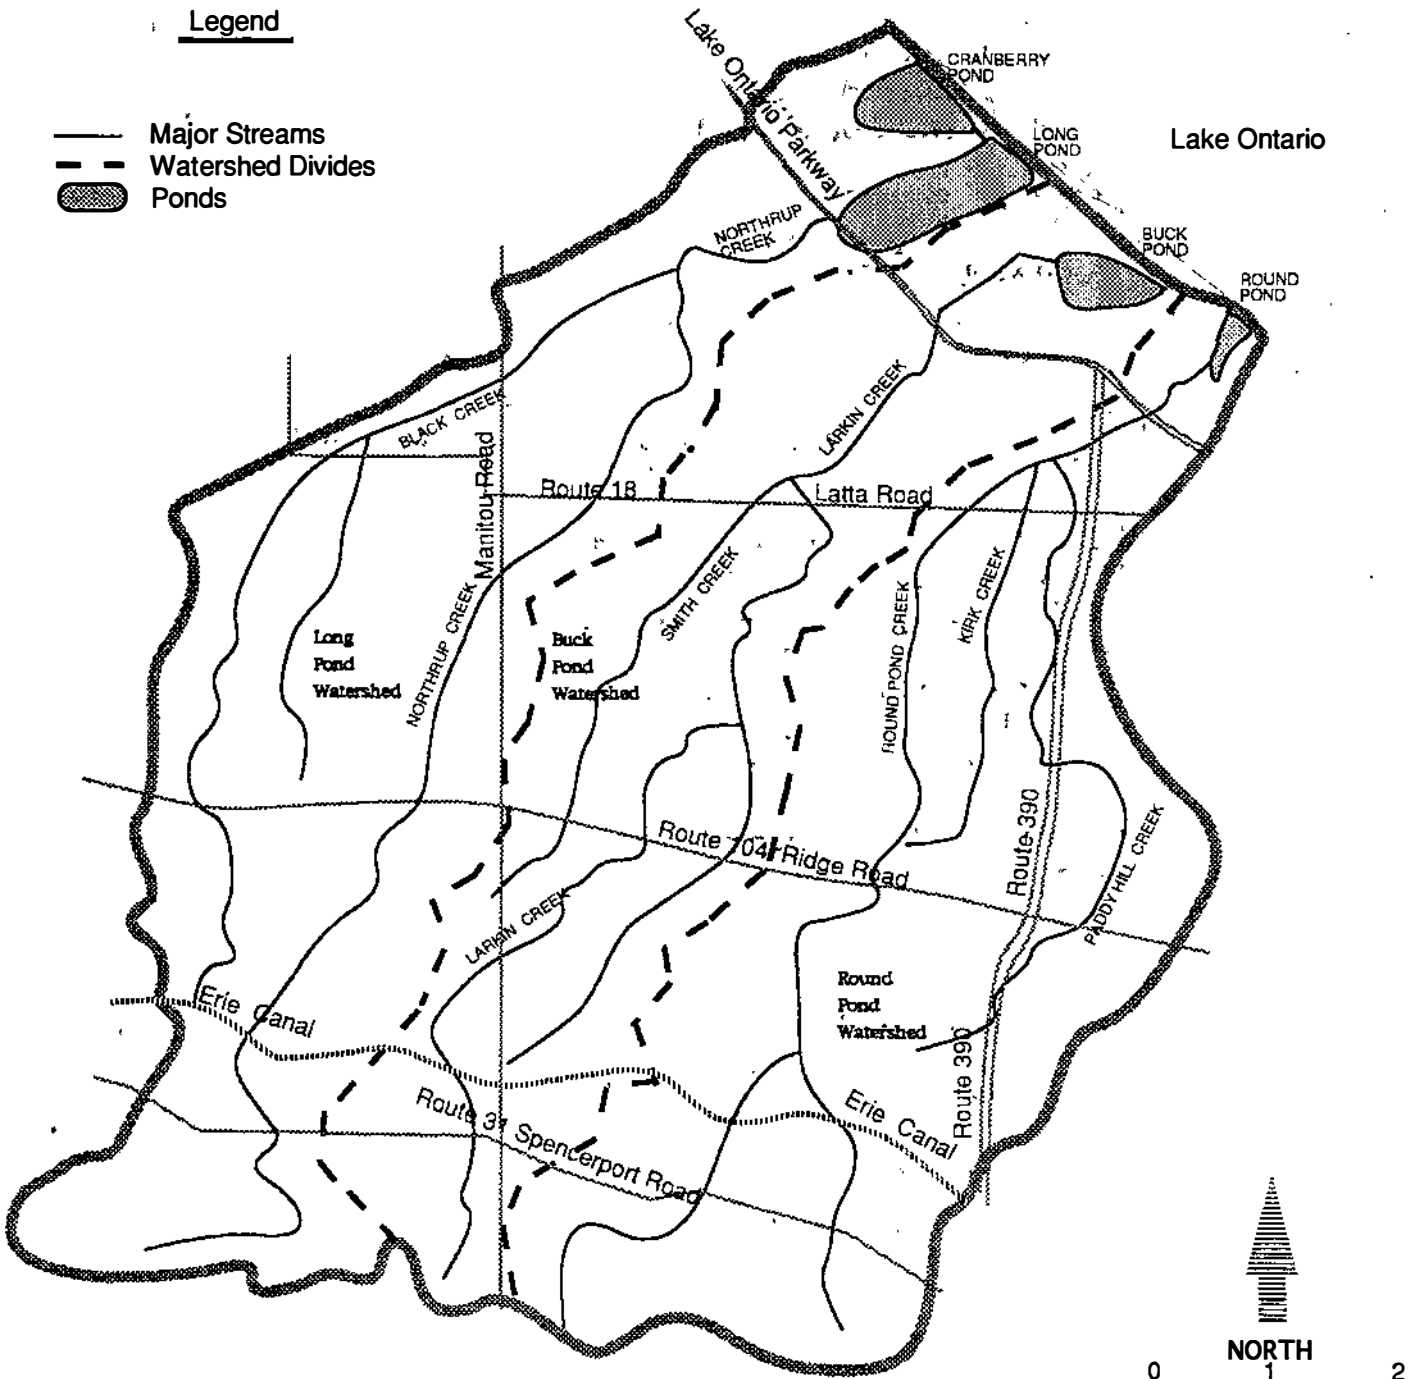 Legend
Major Streams
Watershed Divides
Ponds
Lake Ontario Parkway
CRANBERRY
POND
LONG
POND
Lake Ontario
BUCK
POND
ROUND
POND
NORTHRUP
CREEK
BLACK CREEK
LARKIN CREEK
Manitou Road
Route 18
Latta Road
SMITH CREEK
NORTHRUP CREEK
ROUND POND CREEK
KIRK CREEK
Long
Pond
Watershed
Buck
Pond
Watershed
Route 104 Ridge Road
Route 390
PADDY HILL CREEK
LARKIN CREEK
Round
Pond
Watershed
Erie Canal
Route 31 Spencerport Road
Erie Canal
Route 390
NORTH
0 1 2